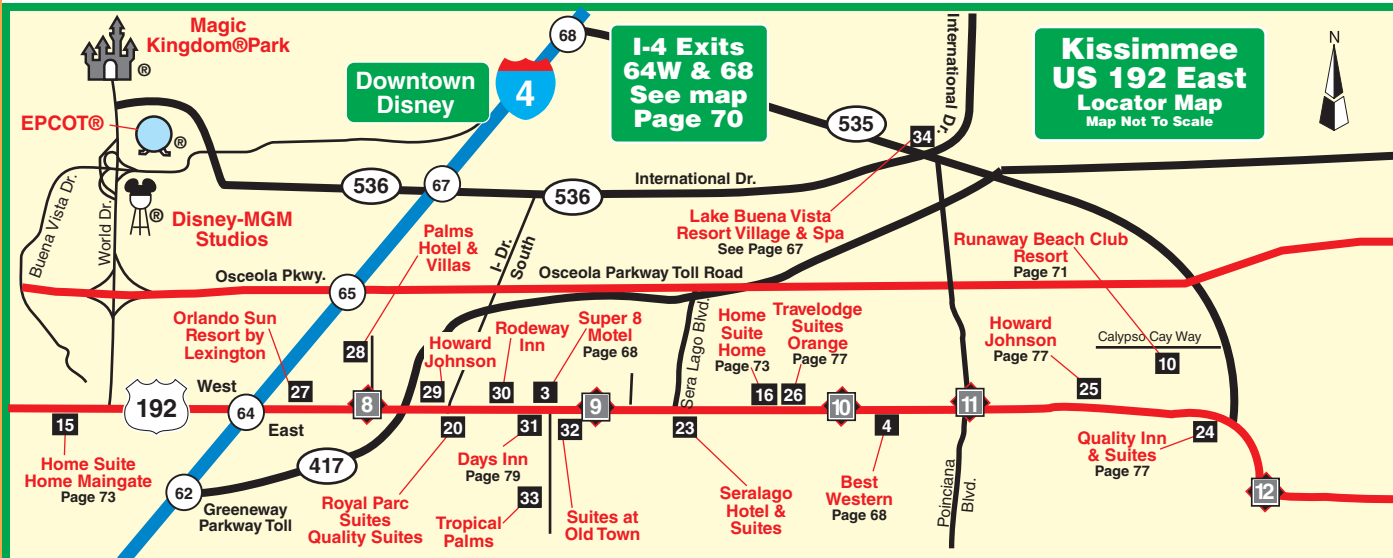 Magic
Kingdom®Park
®
EPCOT®
®
Disney-MGM
Studios
®
Buena Vista Dr.
World Dr.
Downtown
Disney
4
68
I-4 Exits
64W & 68
See map
Page 70
International Dr.
Kissimmee
US 192 East
Locator Map
Map Not To Scale
N
535
34
536
67
536
International Dr.
Lake Buena Vista
Resort Village & Spa
See Page 67
Runaway Beach Club
Resort
Page 71
Palms
Hotel &
Villas
I- Dr.
South
Osceola Pkwy.
65
Osceola Parkway Toll Road
Orlando Sun
Resort by
Lexington
28
Howard
Johnson
Rodeway
Inn
Super 8
Motel
Page 68
Sera Lago Blvd.
Home
Suite
Home
Page 73
Travelodge
Suites
Orange
Page 77
Howard
Johnson
Page 77
Calypso Cay Way
10
West
192
64
East
27
8
29
30
3
9
16
26
10
11
25
15
Home Suite
Home Maingate
Page 73
62
Greeneway
Parkway Toll
417
20
Royal Parc
Suites
Quality Suites
31
Days Inn
Page 79
33
Tropical
Palms
32
Suites at
Old Town
23
Seralago
Hotel &
Suites
4
Best
Western
Page 68
Poinciana
Blvd.
24
Quality Inn
& Suites
Page 77
12